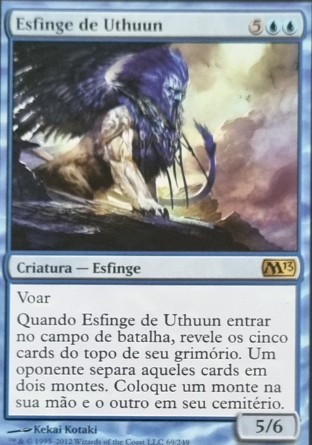 Esfinge de Uthuun 5
Criatura — Esfinge M13
Voar
Quando Esfinge de Uthuun entrar
no campo de batalha, revele os cinco
cards do topo de seu grimório. Um
oponente separa aqueles cards em
dois montes. Coloque um monte na
sua mão e o outro em seu cemitério.
5/6
Kekai Kotaki
™ & © 1993–2012 Wizards of the Coast LLC 69/249